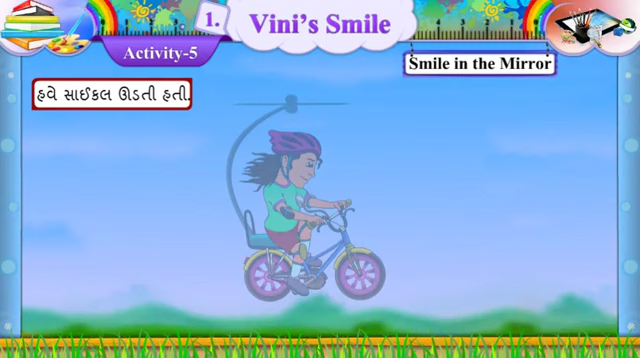 1.
Vini's Smile
Activity-5
Smile in the Mirror
હવે સાઈકલ ઊડતી હતી.